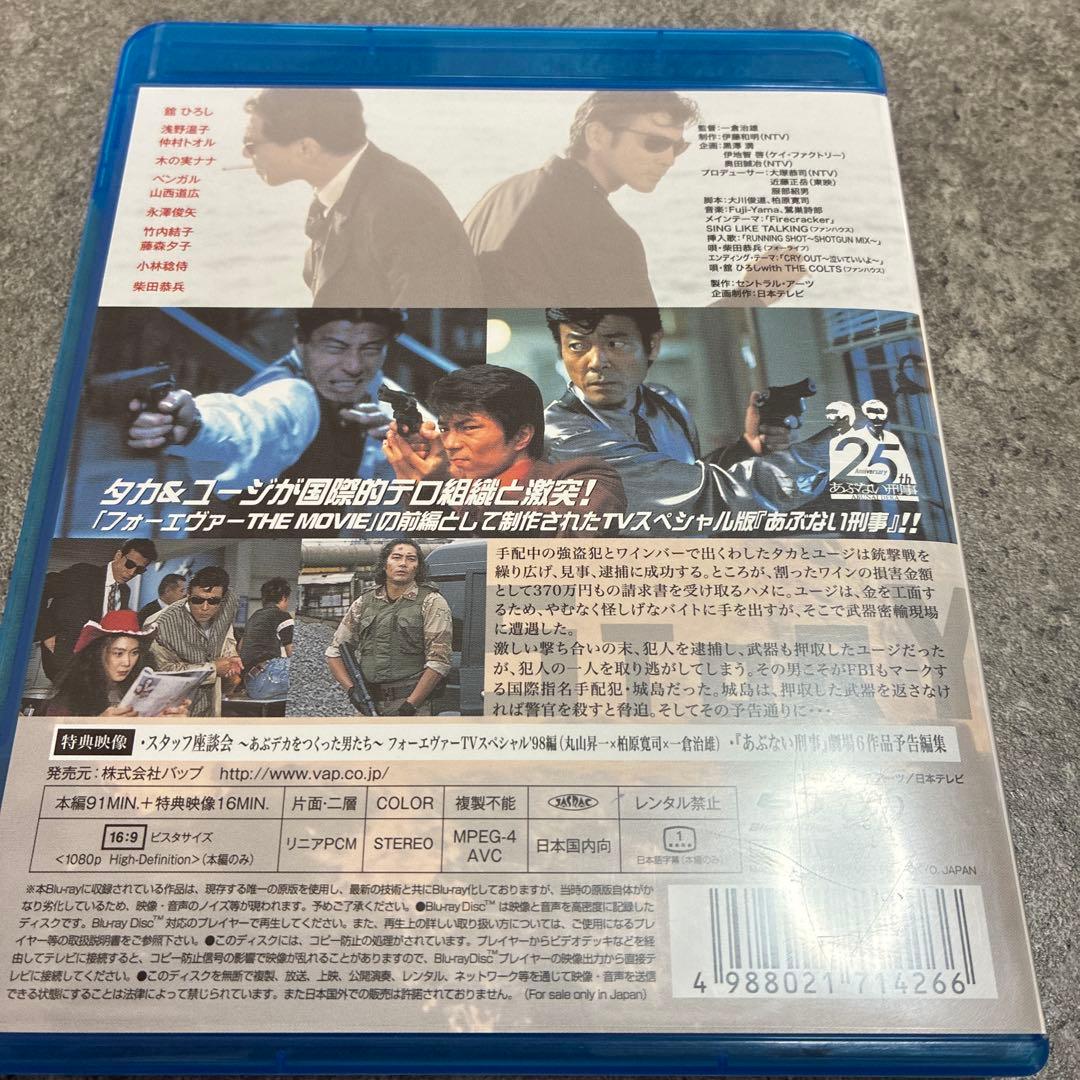 舘 ひろし
浅野温子
仲村トオル
木の実ナナ
ベンガル
山西道広
永澤俊矢
竹内結子
藤森夕子
小林稔侍
柴田恭兵
監督：一倉治雄
制作：伊藤和明(NTV)
企画：黒澤 満
伊地智 啓(ケイ・ファクトリー)
奥田誠治(NTV)
プロデューサー：大塚恭司(NTV)
近藤正岳(東映)
服部紹男
脚本：大川俊道、柏原寛司
音楽：Fuji-Yama、鷺巣詩郎
メインテーマ：「Firecracker」
SING LIKE TALKING(ファンハウス)
挿入歌：「RUNNING SHOT〜SHOTGUN MIX〜」
唄・柴田恭兵(フォーライフ)
エンディング・テーマ：「CRY OUT〜泣いていいよ〜」
唄・舘 ひろしwith THE COLTS(ファンハウス)
製作：セントラル・アーツ
企画制作：日本テレビ
25th
Anniversary
あぶない刑事
ABUNAI DEKA
タカ&ユージが国際的テロ組織と激突!
「フォーエヴァーTHE MOVIE」の前編として制作されたTVスペシャル版『あぶない刑事』!!
手配中の強盗犯とワインバーで出くわしたタカとユージは銃撃戦を
繰り広げ、見事、逮捕に成功する。ところが、割ったワインの損害金額
として370万円もの請求書を受け取るハメに。ユージは、金を工面す
るため、やむなく怪しげなバイトに手を出すが、そこで武器密輸現場
に遭遇した。
激しい撃ち合いの末、犯人を逮捕し、武器も押収したユージだった
が、犯人の一人を取り逃がしてしまう。その男こそがFBIもマークす
る国際指名手配犯・城島だった。城島は、押収した武器を返さなけ
れば警官を殺すと脅迫。そしてその予告通りに・・・
特典映像 ・スタッフ座談会 〜あぶデカをつくった男たち〜 フォーエヴァーTVスペシャル'98編(丸山昇一×柏原寛司×一倉治雄) ・『あぶない刑事』劇場6作品予告編集
発売元：株式会社バップ http://www.vap.co.jp/
アーツ/日本テレビ
本編91MIN.＋特典映像16MIN. 片面・二層 COLOR 複製不能 JASRAC レンタル禁止
16:9 ビスタサイズ
<1080p High-Definition>(本編のみ)
リニアPCM STEREO MPEG-4 AVC 日本国内向 1 日本語字幕(本編のみ)
YO. JAPAN
※本Blu-rayに収録されている作品は、現存する唯一の原版を使用し、最新の技術と共にBlu-ray化しておりますが、当時の原版自体がか
なり劣化しているため、映像・音声のノイズ等が現われます。予めご了承ください。●Blu-ray Disc™ は映像と音声を高密度に記録した
ディスクです。Blu-ray Disc™ 対応のプレイヤーで再生してください。また、再生上の詳しい取り扱い方については、ご使用になるプレ
イヤー等の取扱説明書をご参照下さい。●このディスクには、コピー防止の処理がされています。プレイヤーからビデオデッキなどを経
由してテレビに接続すると、コピー防止信号の影響で映像が乱れることがありますので、Blu-rayDisc™プレイヤーの映像出力から直接テ
レビに接続してください。●このディスクを無断で複製、放送、上映、公開演奏、レンタル、ネットワーク等を通じて映像・音声を送信
できる状態にすることは法律によって禁じられています。また日本国外での販売は許諾されておりません。(For sale only in Japan)
4 988021 714266